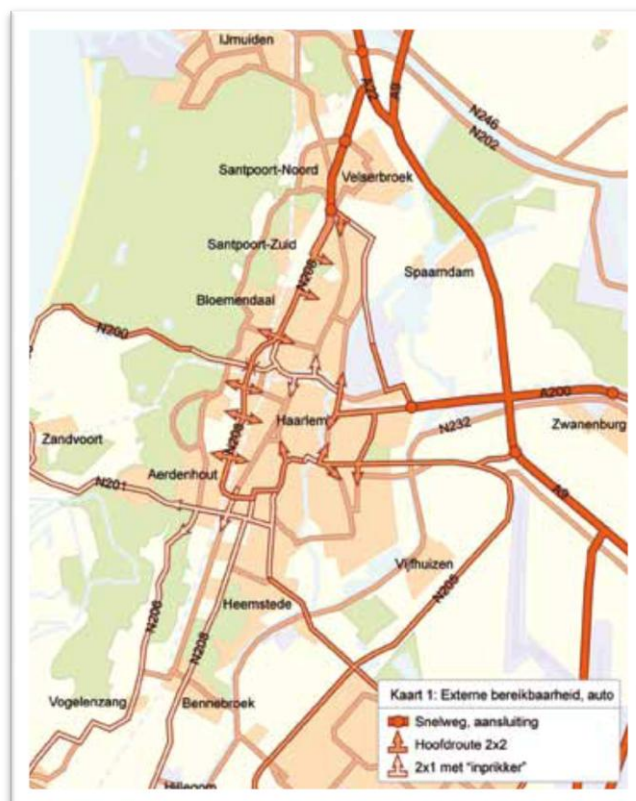 IJmuiden
A22
A9
N246
N202
Santpoort-Noord
Velserbroek
Santpoort-Zuid
N208
Spaarndam
Bloemendaal
N200
A200
Haarlem
N232
Zwanenburg
Zandvoort
N208
Aerdenhout
N201
A9
Vijfhuizen
N205
Heemstede
N206
N208
Vogelenzang
Bennebroek
Hillegom
Kaart 1: Externe bereikbaarheid, auto
Snelweg, aansluiting
Hoofdroute 2x2
2x1 met "inprikker"